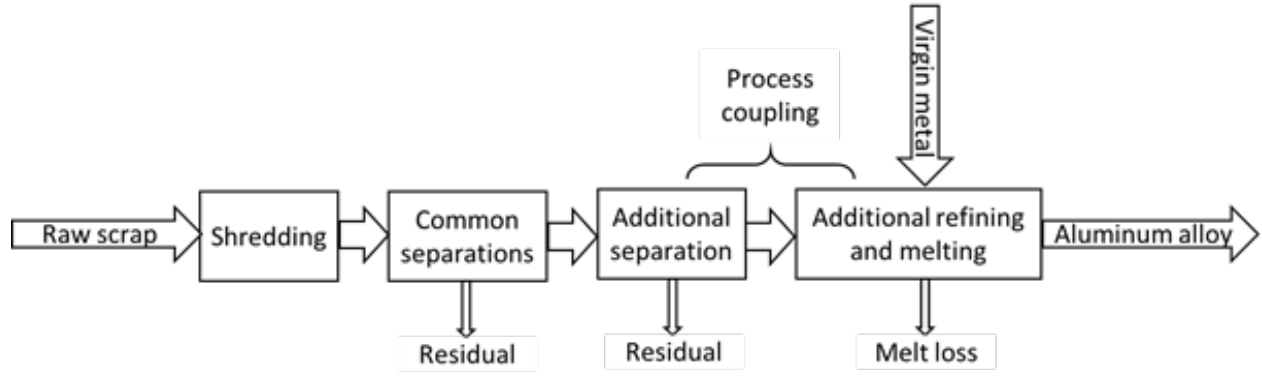 Virgin metal
Process
coupling
Raw scrap
Shredding
Common
separations
Additional
separation
Additional refining
and melting
Aluminum alloy
Residual
Residual
Melt loss